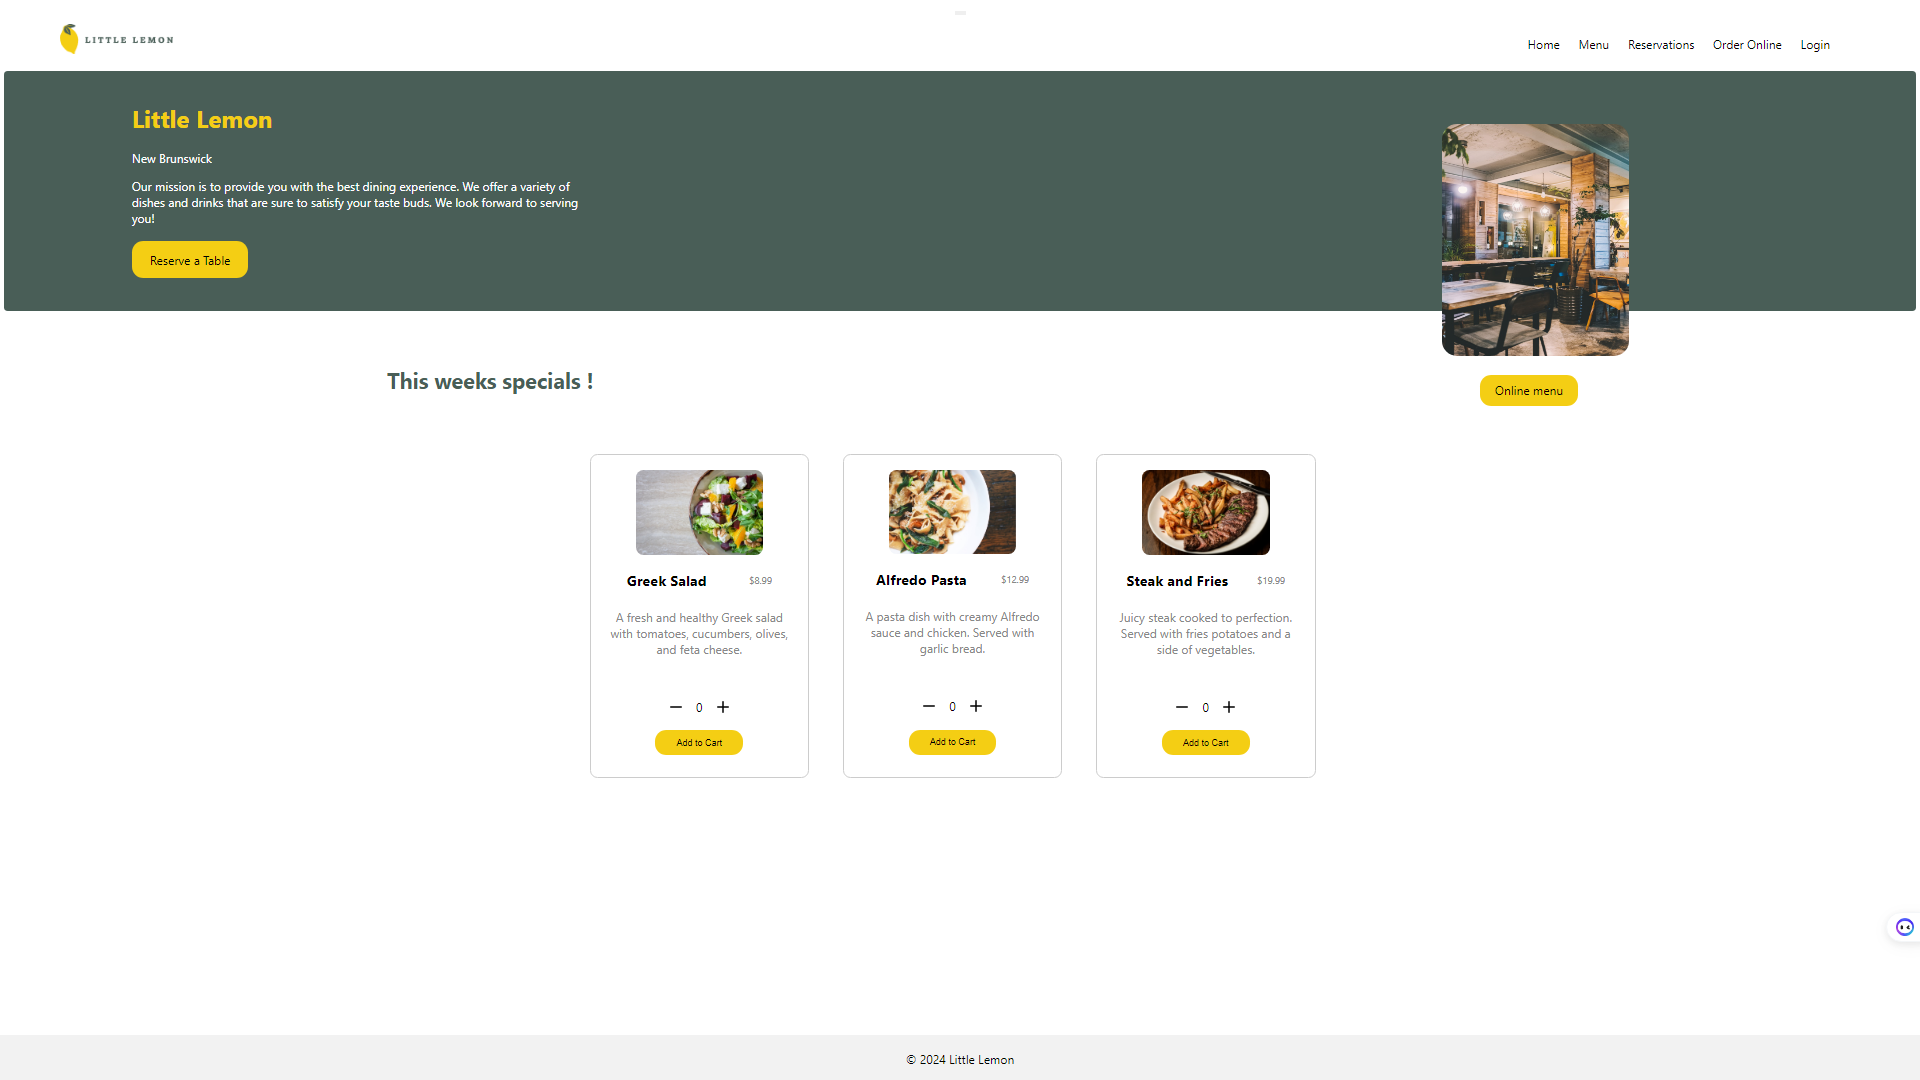 LITTLE LEMON
Home Menu Reservations Order Online Login
Little Lemon
New Brunswick
Our mission is to provide you with the best dining experience. We offer a variety of
dishes and drinks that are sure to satisfy your taste buds. We look forward to serving
you!
Reserve a Table
This weeks specials !
Online menu
Greek Salad $8.99
A fresh and healthy Greek salad
with tomatoes, cucumbers, olives,
and feta cheese.
0
Add to Cart
Alfredo Pasta $12.99
A pasta dish with creamy Alfredo
sauce and chicken. Served with
garlic bread.
0
Add to Cart
Steak and Fries $19.99
Juicy steak cooked to perfection.
Served with fries potatoes and a
side of vegetables.
0
Add to Cart
© 2024 Little Lemon